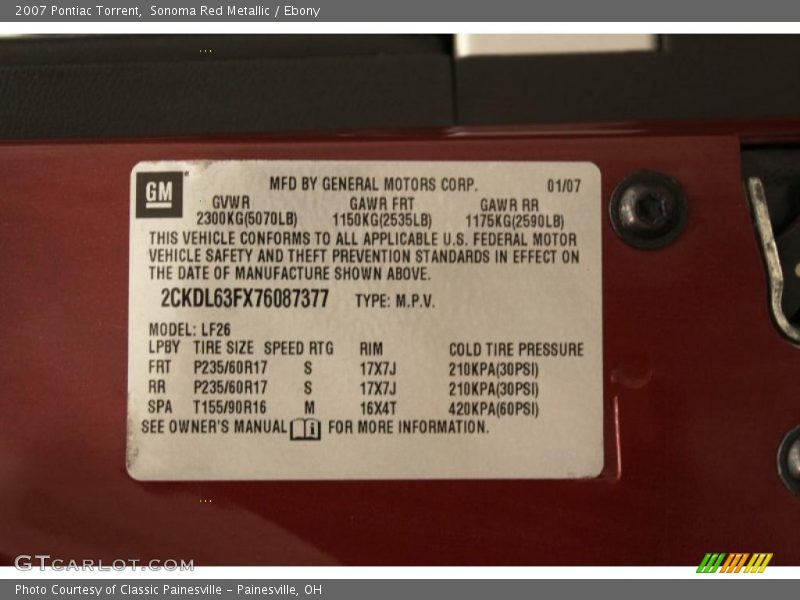 2007 Pontiac Torrent, Sonoma Red Metallic / Ebony
GM
MFD BY GENERAL MOTORS CORP. 01/07
GVWR GAWR FRT GAWR RR
2300KG(5070LB) 1150KG(2535LB) 1175KG(2590LB)
THIS VEHICLE CONFORMS TO ALL APPLICABLE U.S. FEDERAL MOTOR
VEHICLE SAFETY AND THEFT PREVENTION STANDARDS IN EFFECT ON
THE DATE OF MANUFACTURE SHOWN ABOVE.
2CKDL63FX76087377 TYPE: M.P.V.
MODEL: LF26
LPBY TIRE SIZE SPEED RTG RIM COLD TIRE PRESSURE
FRT P235/60R17 S 17X7J 210KPA(30PSI)
RR P235/60R17 S 17X7J 210KPA(30PSI)
SPA T155/90R16 M 16X4T 420KPA(60PSI)
SEE OWNER'S MANUAL i FOR MORE INFORMATION.
GTCARLOT.COM
Photo Courtesy of Classic Painesville - Painesville, OH